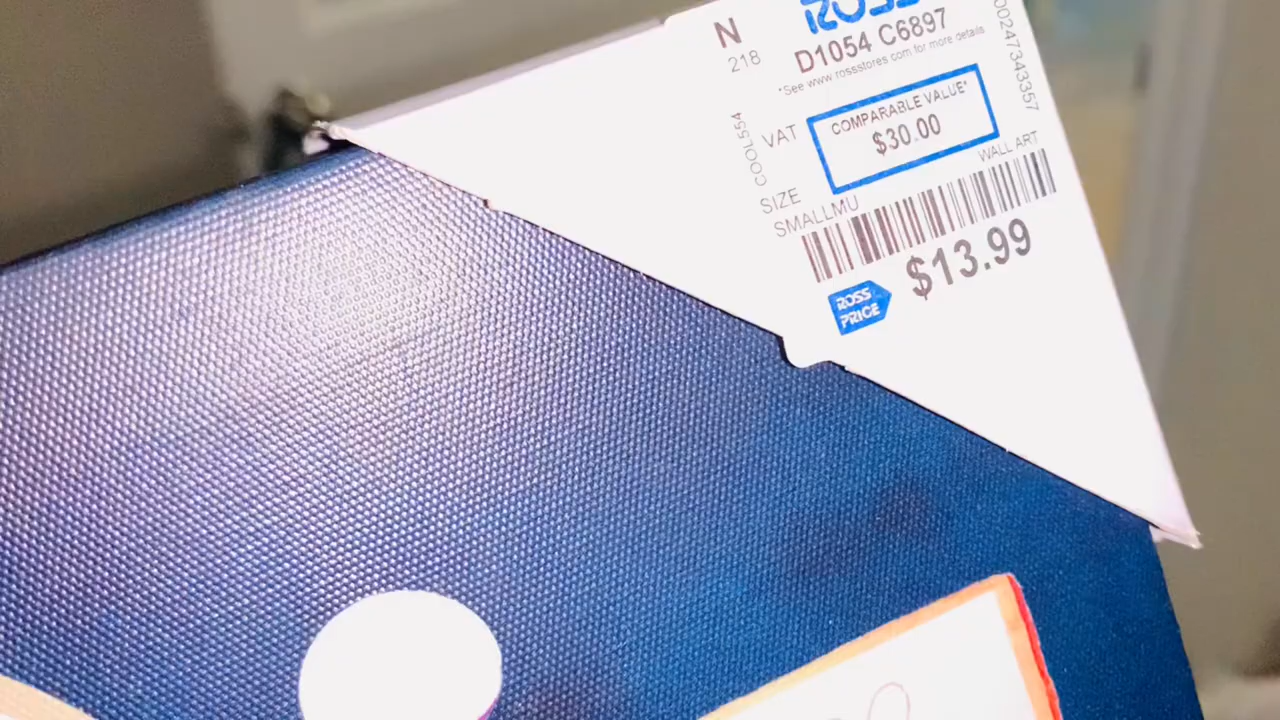 ROSS
N
D1054 C6897
218
*See www.rossstores.com for more details
COMPARABLE VALUE*
$30.00
VAT
COOL554
SIZE
WALL ART
SMALLMU
$13.99
ROSS
PRICE